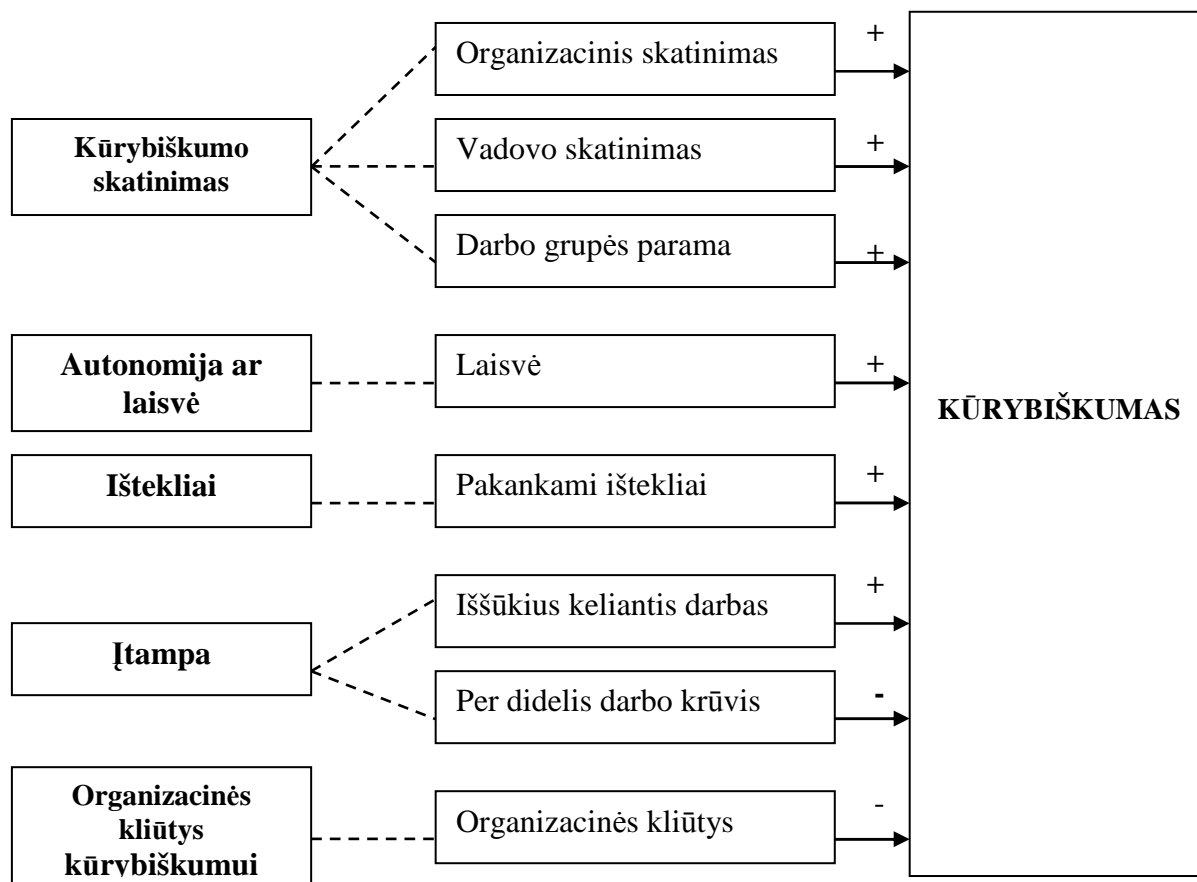 Kūrybiškumo
skatinimas
Organizacinis skatinimas
+
Vadovo skatinimas
+
Darbo grupės parama
+
Autonomija ar
laisvė
Laisvė
+
KŪRYBIŠKUMAS
Ištekliai
Pakankami ištekliai
+
Įtampa
Iššūkius keliantis darbas
+
Per didelis darbo krūvis
-
Organizacinės
kliūtys
kūrybiškumui
Organizacinės kliūtys
-